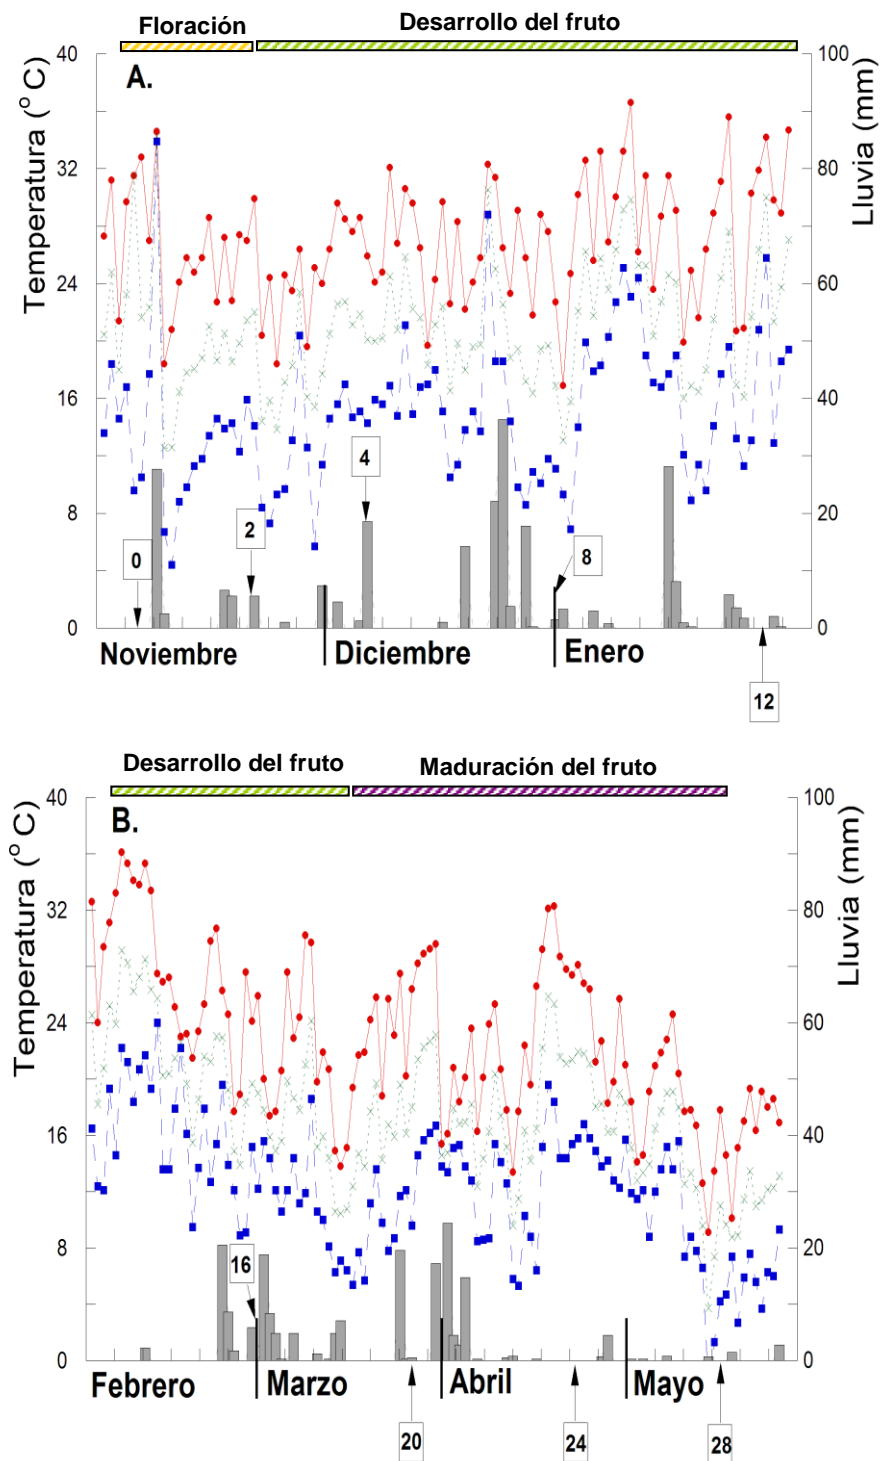 Floración
Desarrollo del fruto
A.
Temperatura (°C)
Lluvia (mm)
40
32
24
16
8
0
100
80
60
40
20
0
0
2
4
8
12
Noviembre
Diciembre
Enero
Desarrollo del fruto
Maduración del fruto
B.
Temperatura (°C)
Lluvia (mm)
40
32
24
16
8
0
100
80
60
40
20
0
16
20
24
28
Febrero
Marzo
Abril
Mayo